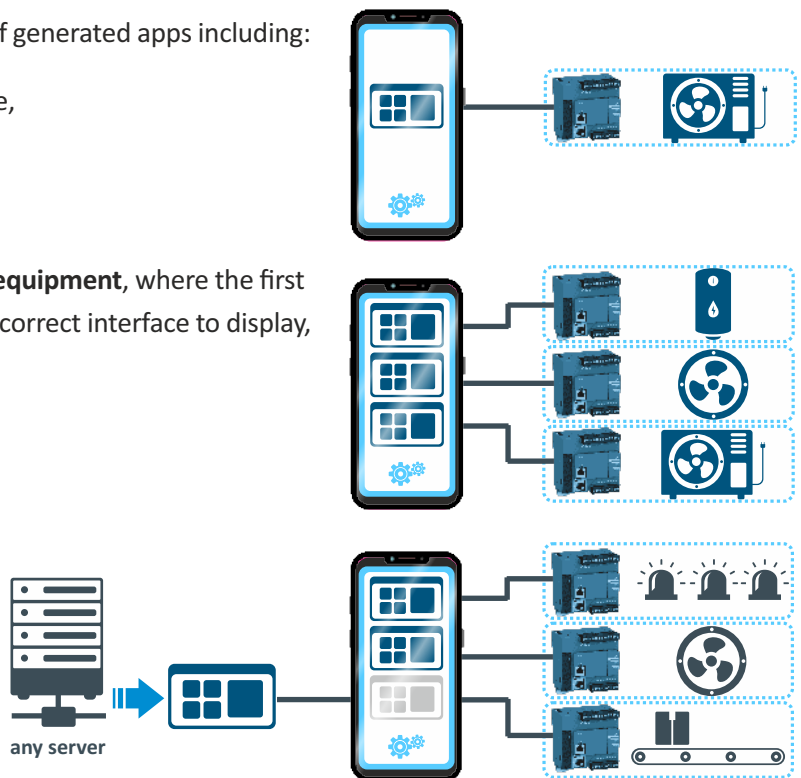 f generated apps including:
e,
equipment, where the first
correct interface to display,
any server